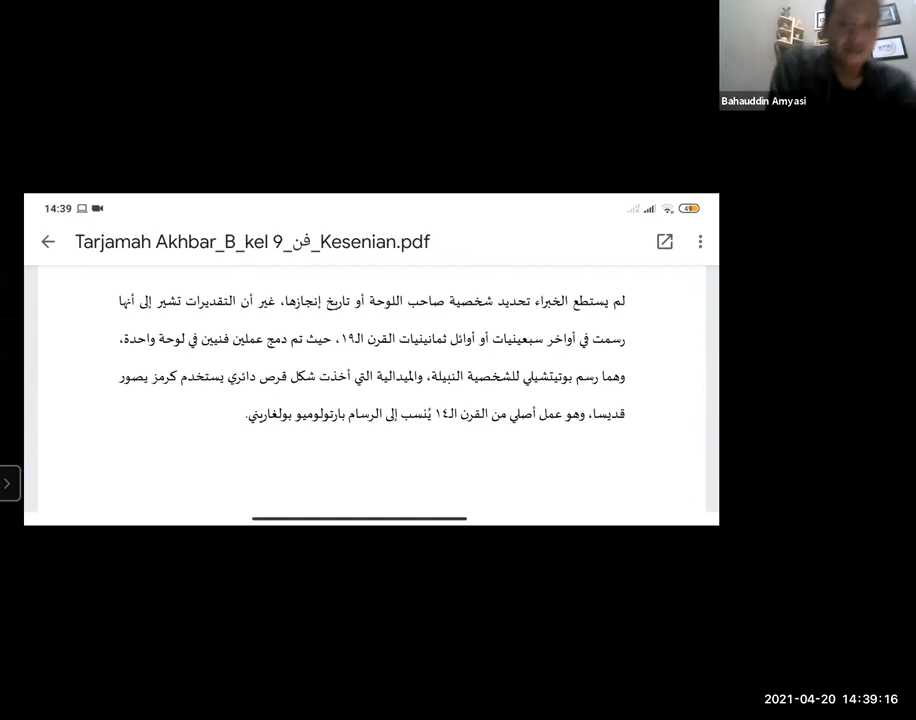 Bahauddin Amyasi
14:39
49
Tarjamah Akhbar_B_kel 9_فن_Kesenian.pdf
لم يستطع الخبراء تحديد شخصية صاحب اللوحة أو تاريخ إنجازها، غير أن التقديرات تشير إلى أنها
رسمت في أواخر سبعينيات أو أوائل ثمانينيات القرن الـ١٩، حيث تم دمج عملين فنيين في لوحة واحدة،
وهما رسم بوتيتشيلي للشخصية النبيلة، والميدالية التي أخذت شكل قرص دائري يستخدم كرمز يصور
قديسا، وهو عمل أصلي من القرن الـ١٤ يُنسب إلى الرسام بارتولوميو بولغاريني.
2021-04-20 14:39:16